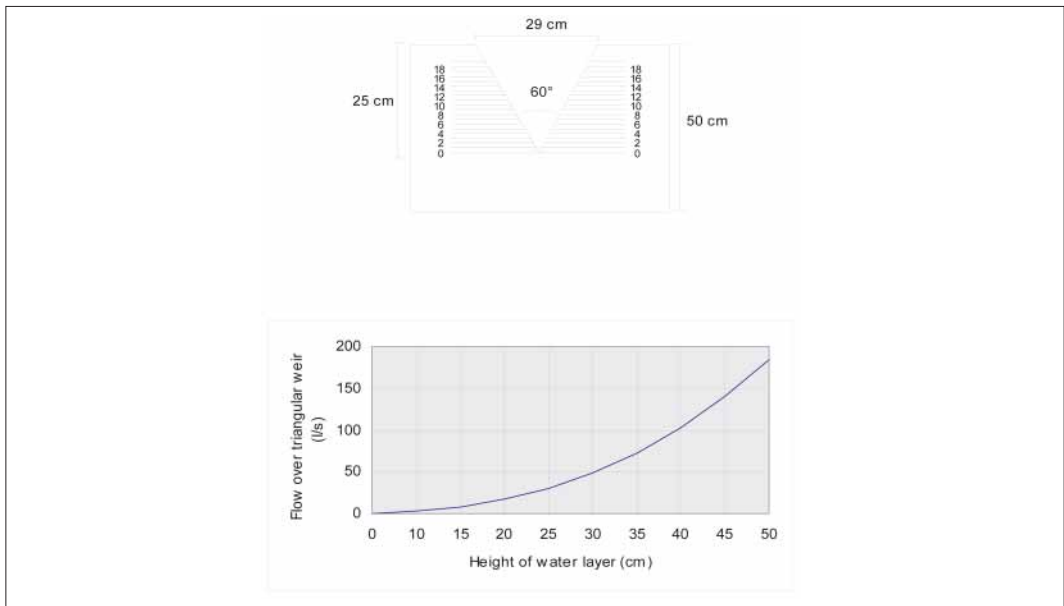 29 cm
18 18
16 16
14 14
12 12
25 cm 60°
10 10
8 8
50 cm
6 6
4 4
2 2
0 0
Flow over triangular weir
(l/s)
200
150
100
50
0
0 10 15 20 25 30 35 40 45 50
Height of water layer (cm)